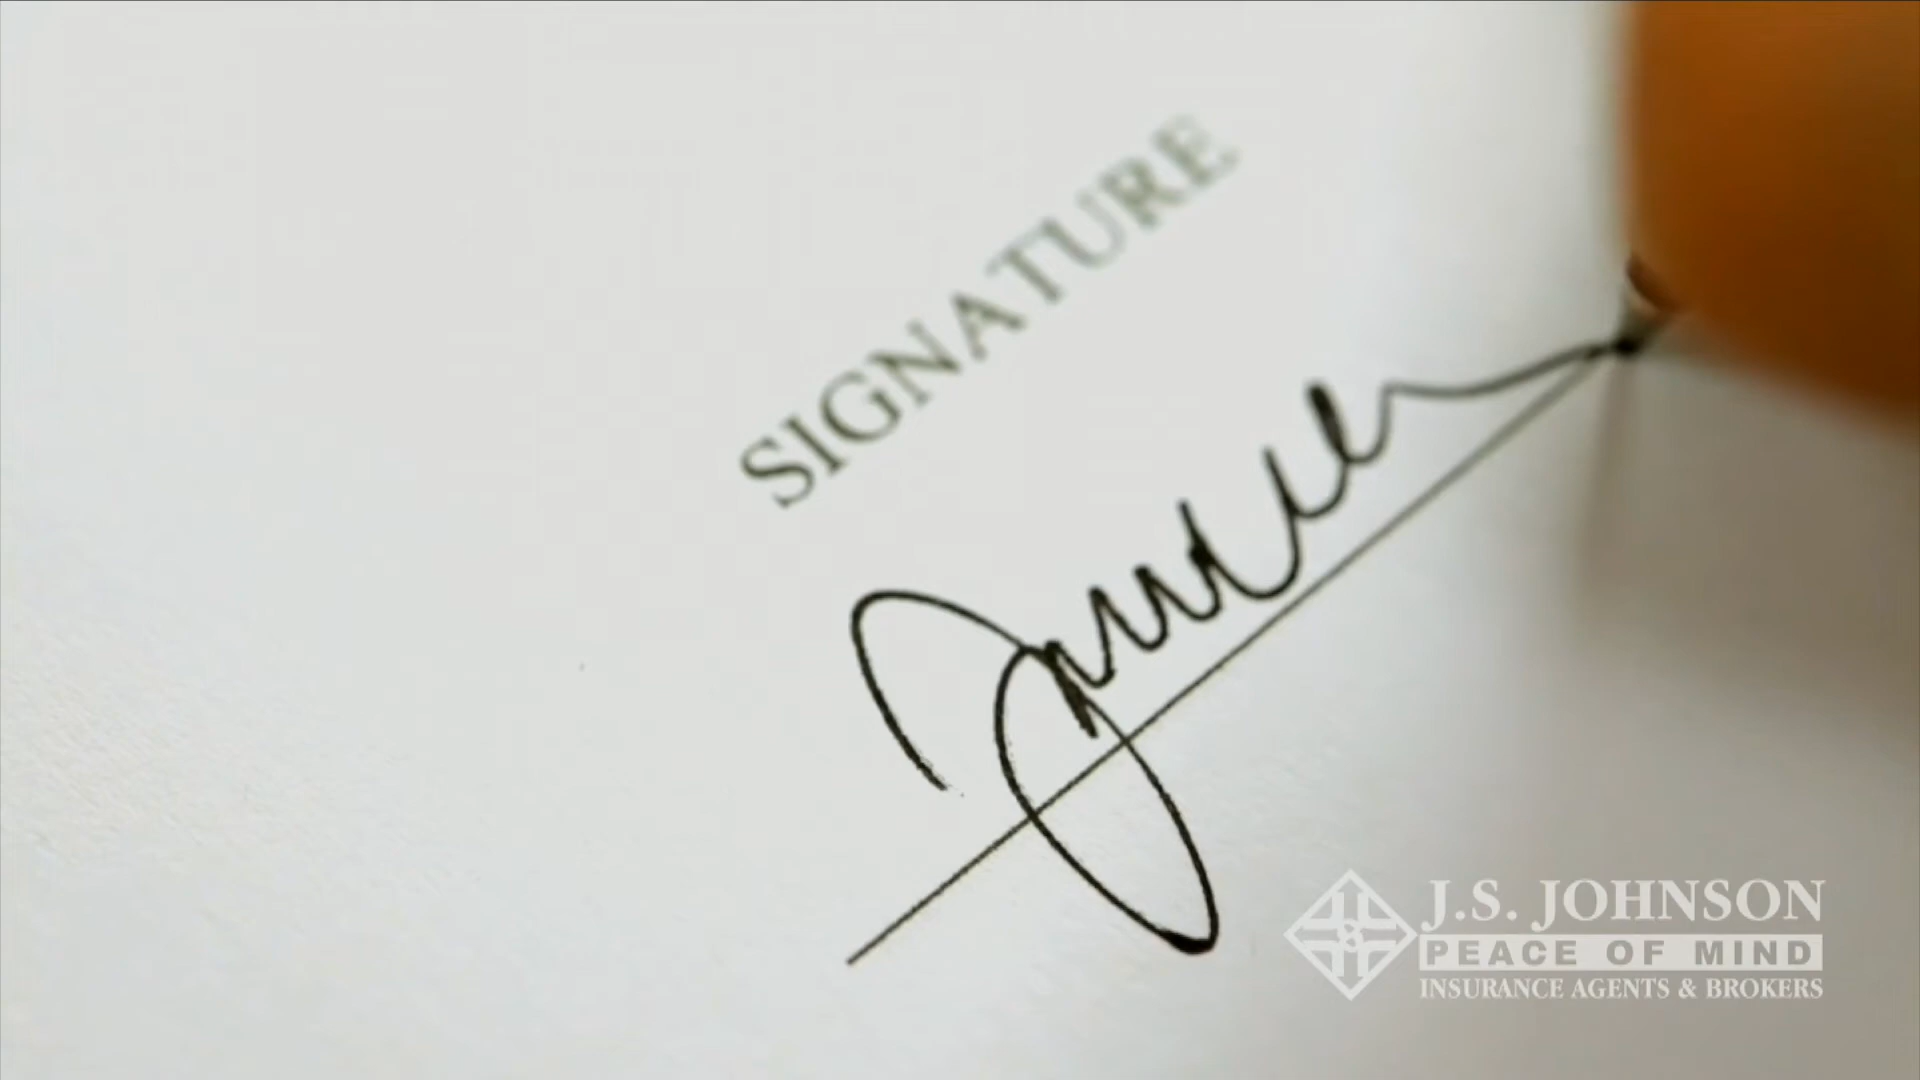 SIGNATURE
J.S. JOHNSON
PEACE OF MIND
INSURANCE AGENTS & BROKERS